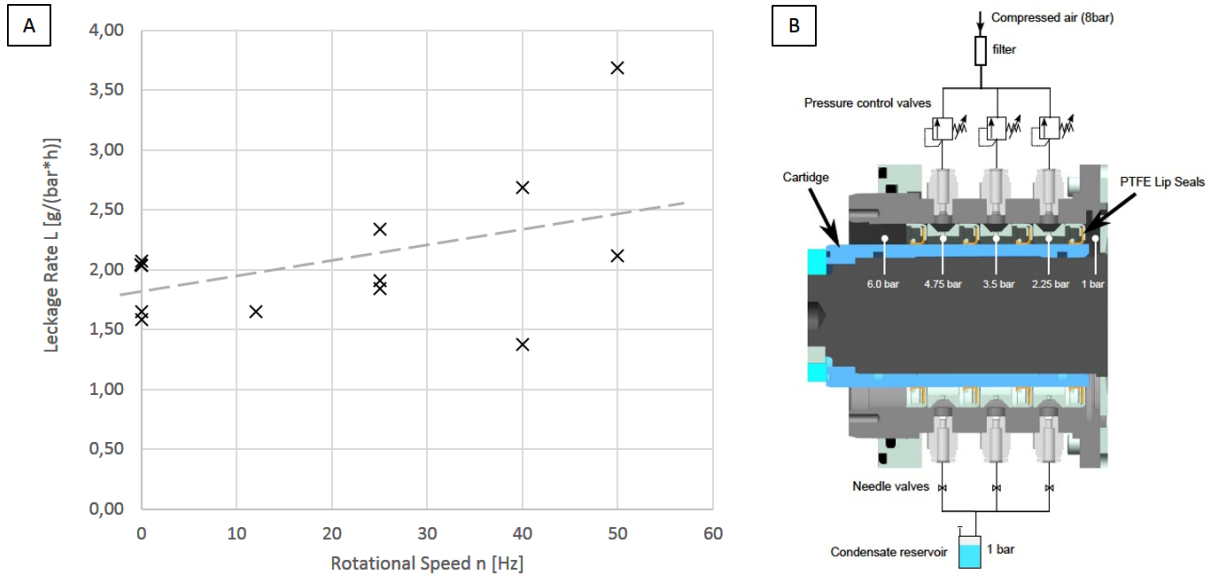 A
4,00
3,50
3,00
2,50
2,00
1,50
1,00
0,50
0,00
Leckage Rate L [g/(bar*h)]
0 10 20 30 40 50 60
Rotational Speed n [Hz]
B
Compressed air (8bar)
filter
Pressure control valves
Cartidge
PTFE Lip Seals
6.0 bar 4.75 bar 3.5 bar 2.25 bar 1 bar
Needle valves
Condensate reservoir 1 bar